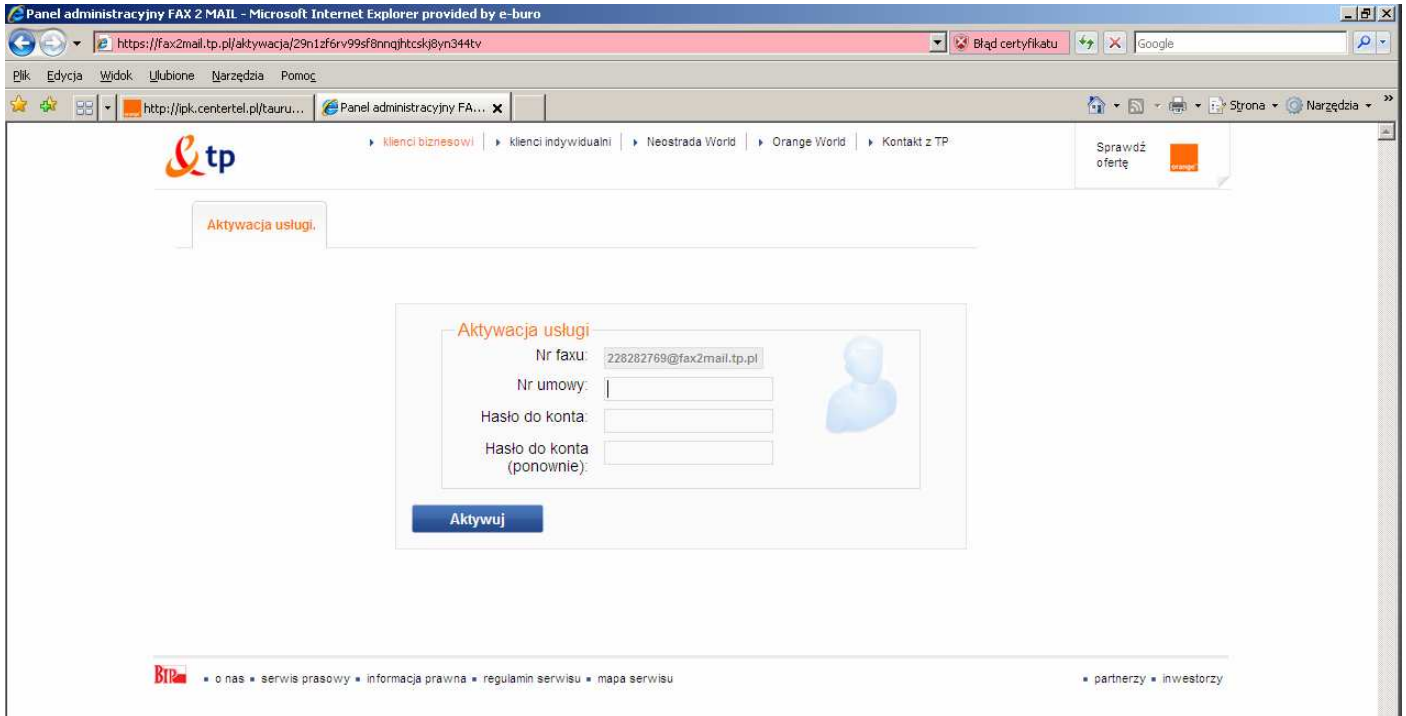 Panel administracyjny FAX 2 MAIL - Microsoft Internet Explorer provided by e-buro
https://fax2mail.tp.pl/aktywacja/29n1zf6rv99sf8nnqjhtcskj8yn344tv Błąd certyfikatu Google
Plik Edycja Widok Ulubione Narzędzia Pomoc
http://ipk.centertel.pl/tauru... Panel administracyjny FA... Strona Narzędzia
tp klienci biznesowi klienci indywidualni Neostrada World Orange World Kontakt z TP
Sprawdź
ofertę
orange
Aktywacja usługi.
Aktywacja usługi
Nr faxu: 228282769@fax2mail.tp.pl
Nr umowy:
Hasło do konta:
Hasło do konta
(ponownie):
Aktywuj
BTP o nas serwis prasowy informacja prawna regulamin serwisu mapa serwisu partnerzy inwestorzy